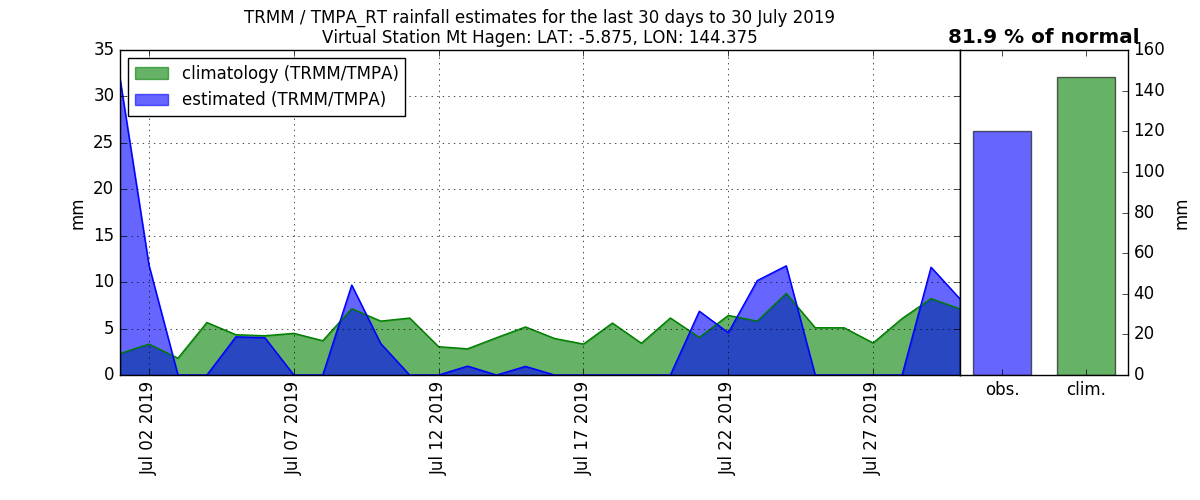 TRMM / TMPA_RT rainfall estimates for the last 30 days to 30 July 2019
Virtual Station Mt Hagen: LAT: -5.875, LON: 144.375
81.9 % of normal
climatology (TRMM/TMPA)
estimated (TRMM/TMPA)
35
30
25
20
15
10
5
0
mm
Jul 02 2019
Jul 07 2019
Jul 12 2019
Jul 17 2019
Jul 22 2019
Jul 27 2019
160
140
120
100
80
60
40
20
0
mm
obs.
clim.